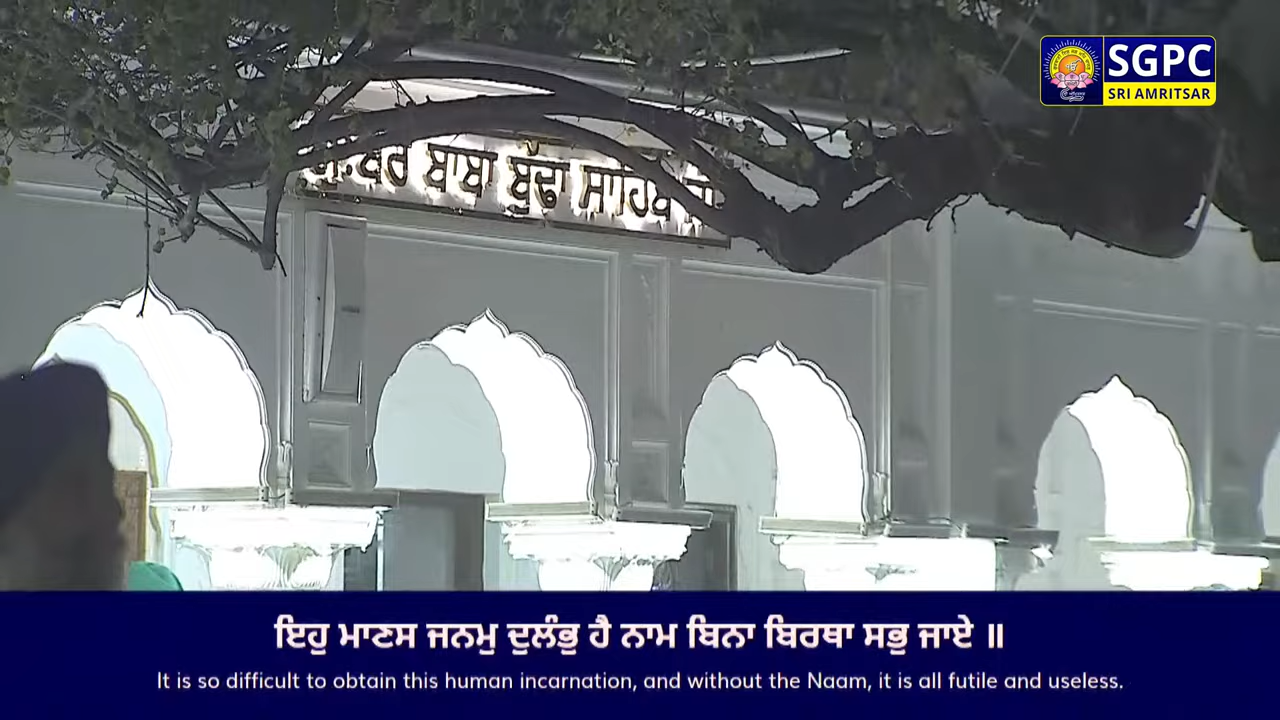 SGPC
SRI AMRITSAR
ਬਾਬਾ ਬੁੱਢਾ ਸਾਹਿਬ
ਇਹੁ ਮਾਣਸ ਜਨਮੁ ਦੁਲੰਭੁ ਹੈ ਨਾਮ ਬਿਨਾ ਬਿਰਥਾ ਸਭੁ ਜਾਏ ॥
It is so difficult to obtain this human incarnation, and without the Naam, it is all futile and useless.